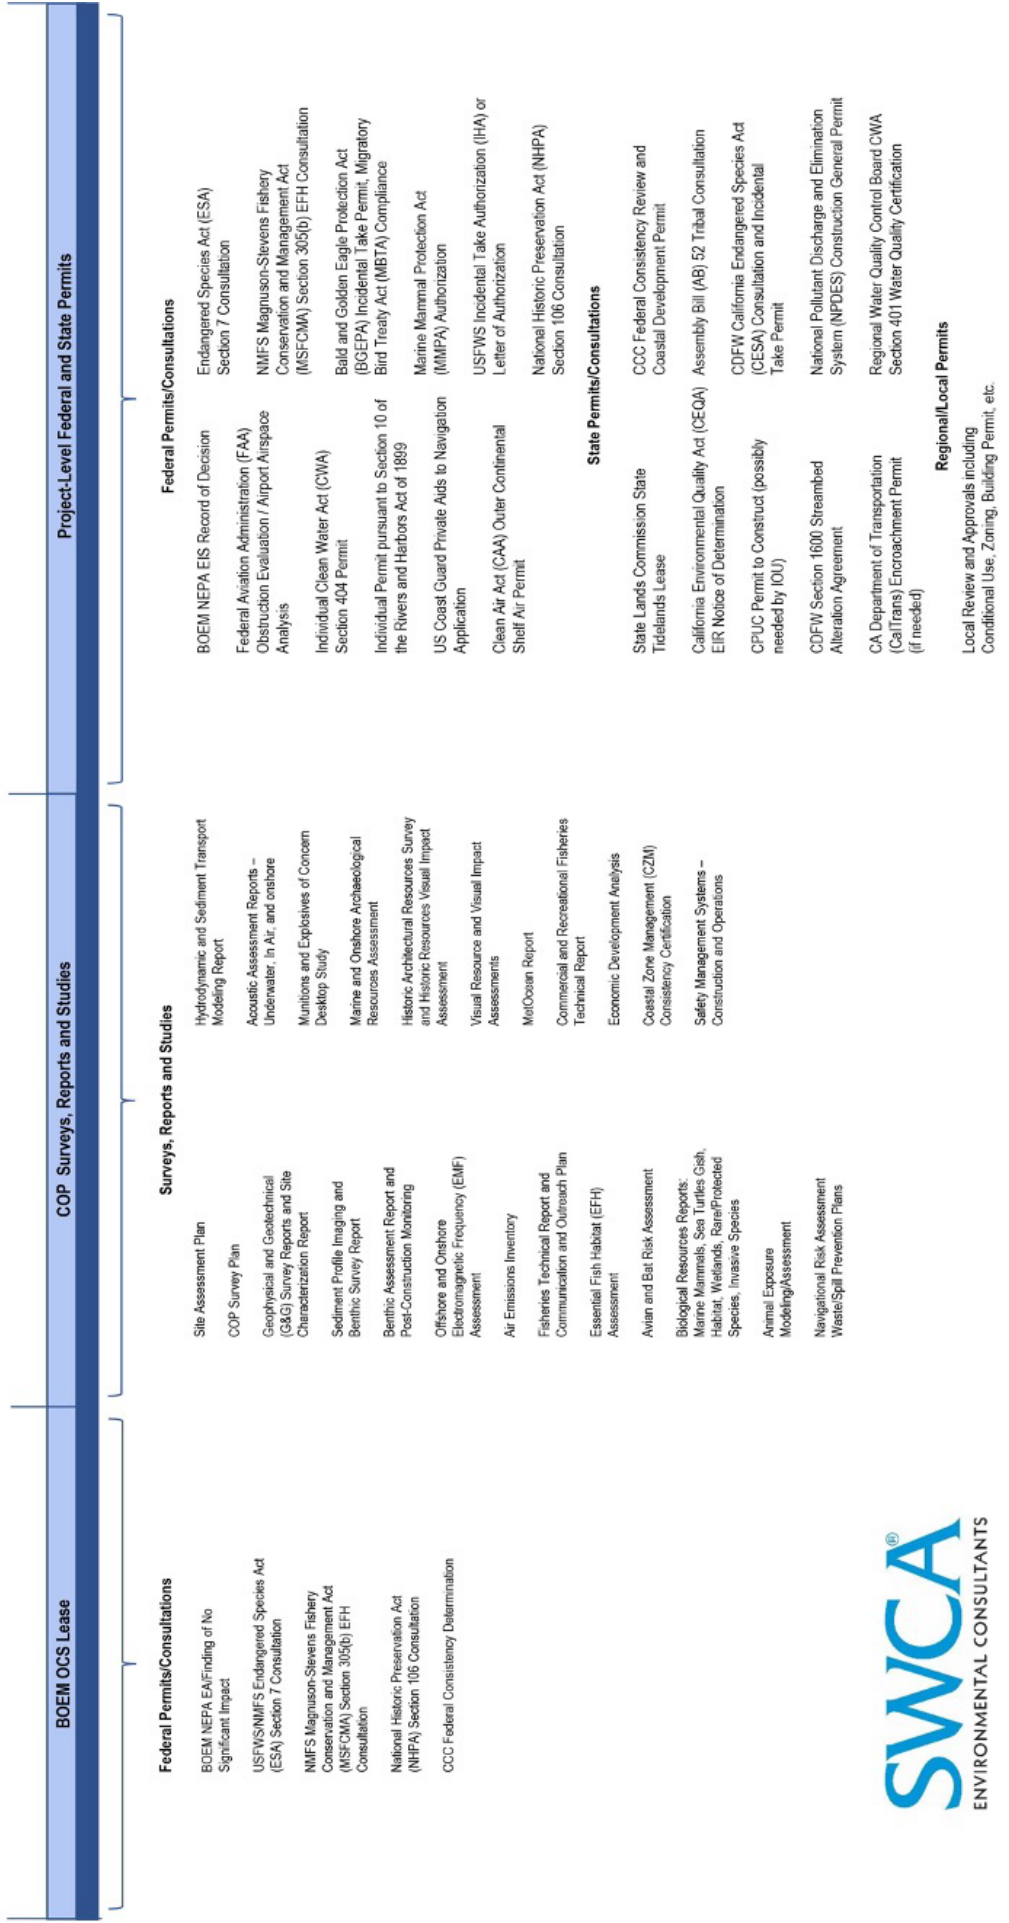 BOEM OCS Lease
COP Surveys, Reports and Studies
Project-Level Federal and State Permits
Federal Permits/Consultations
BOEM NEPA EA/Finding of No
Significant Impact
USFWS/NMFS Endangered Species Act
(ESA) Section 7 Consultation
NMFS Magnuson-Stevens Fishery
Conservation and Management Act
(MSFCMA) Section 305(b) EFH
Consultation
National Historic Preservation Act
(NHPA) Section 106 Consultation
CCC Federal Consistency Determination
Surveys, Reports and Studies
Site Assessment Plan
COP Survey Plan
Geophysical and Geotechnical
(G&G) Survey Reports and Site
Characterization Report
Sediment Profile Imaging and
Benthic Survey Report
Benthic Assessment Report and
Post-Construction Monitoring
Offshore and Onshore
Electromagnetic Frequency (EMF)
Assessment
Air Emissions Inventory
Fisheries Technical Report and
Communication and Outreach Plan
Essential Fish Habitat (EFH)
Assessment
Avian and Bat Risk Assessment
Biological Resources Reports:
Marine Mammals, Sea Turtles Gish,
Habitat, Wetlands, Rare/Protected
Species, Invasive Species
Animal Exposure
Modeling/Assessment
Navigational Risk Assessment
Waste/Spill Prevention Plans
Hydrodynamic and Sediment Transport
Modeling Report
Acoustic Assessment Reports –
Underwater, In Air, and onshore
Munitions and Explosives of Concern
Desktop Study
Marine and Onshore Archaeological
Resources Assessment
Historic Architectural Resources Survey
and Historic Resources Visual Impact
Assessment
Visual Resource and Visual Impact
Assessments
MetOcean Report
Commercial and Recreational Fisheries
Technical Report
Economic Development Analysis
Coastal Zone Management (CZM)
Consistency Certification
Safety Management Systems –
Construction and Operations
Federal Permits/Consultations
BOEM NEPA EIS Record of Decision
Federal Aviation Administration (FAA)
Obstruction Evaluation / Airport Airspace
Analysis
Individual Clean Water Act (CWA)
Section 404 Permit
Individual Permit pursuant to Section 10 of
the Rivers and Harbors Act of 1899
US Coast Guard Private Aids to Navigation
Application
Clean Air Act (CAA) Outer Continental
Shelf Air Permit
Endangered Species Act (ESA)
Section 7 Consultation
NMFS Magnuson-Stevens Fishery
Conservation and Management Act
(MSFCMA) Section 305(b) EFH Consultation
Bald and Golden Eagle Protection Act
(BGEPA) Incidental Take Permit, Migratory
Bird Treaty Act (MBTA) Compliance
Marine Mammal Protection Act
(MMPA) Authorization
USFWS Incidental Take Authorization (IHA) or
Letter of Authorization
National Historic Preservation Act (NHPA)
Section 106 Consultation
State Permits/Consultations
State Lands Commission State
Tidelands Lease
California Environmental Quality Act (CEQA)
EIR Notice of Determination
CPUC Permit to Construct (possibly
needed by IOU)
CDFW Section 1600 Streambed
Alteration Agreement
CA Department of Transportation
(CalTrans) Encroachment Permit
(if needed)
CCC Federal Consistency Review and
Coastal Development Permit
Assembly Bill (AB) 52 Tribal Consultation
CDFW California Endangered Species Act
(CESA) Consultation and Incidental
Take Permit
National Pollutant Discharge and Elimination
System (NPDES) Construction General Permit
Regional Water Quality Control Board CWA
Section 401 Water Quality Certification
Regional/Local Permits
Local Review and Approvals including
Conditional Use, Zoning, Building Permit, etc.
SWCA®
ENVIRONMENTAL CONSULTANTS